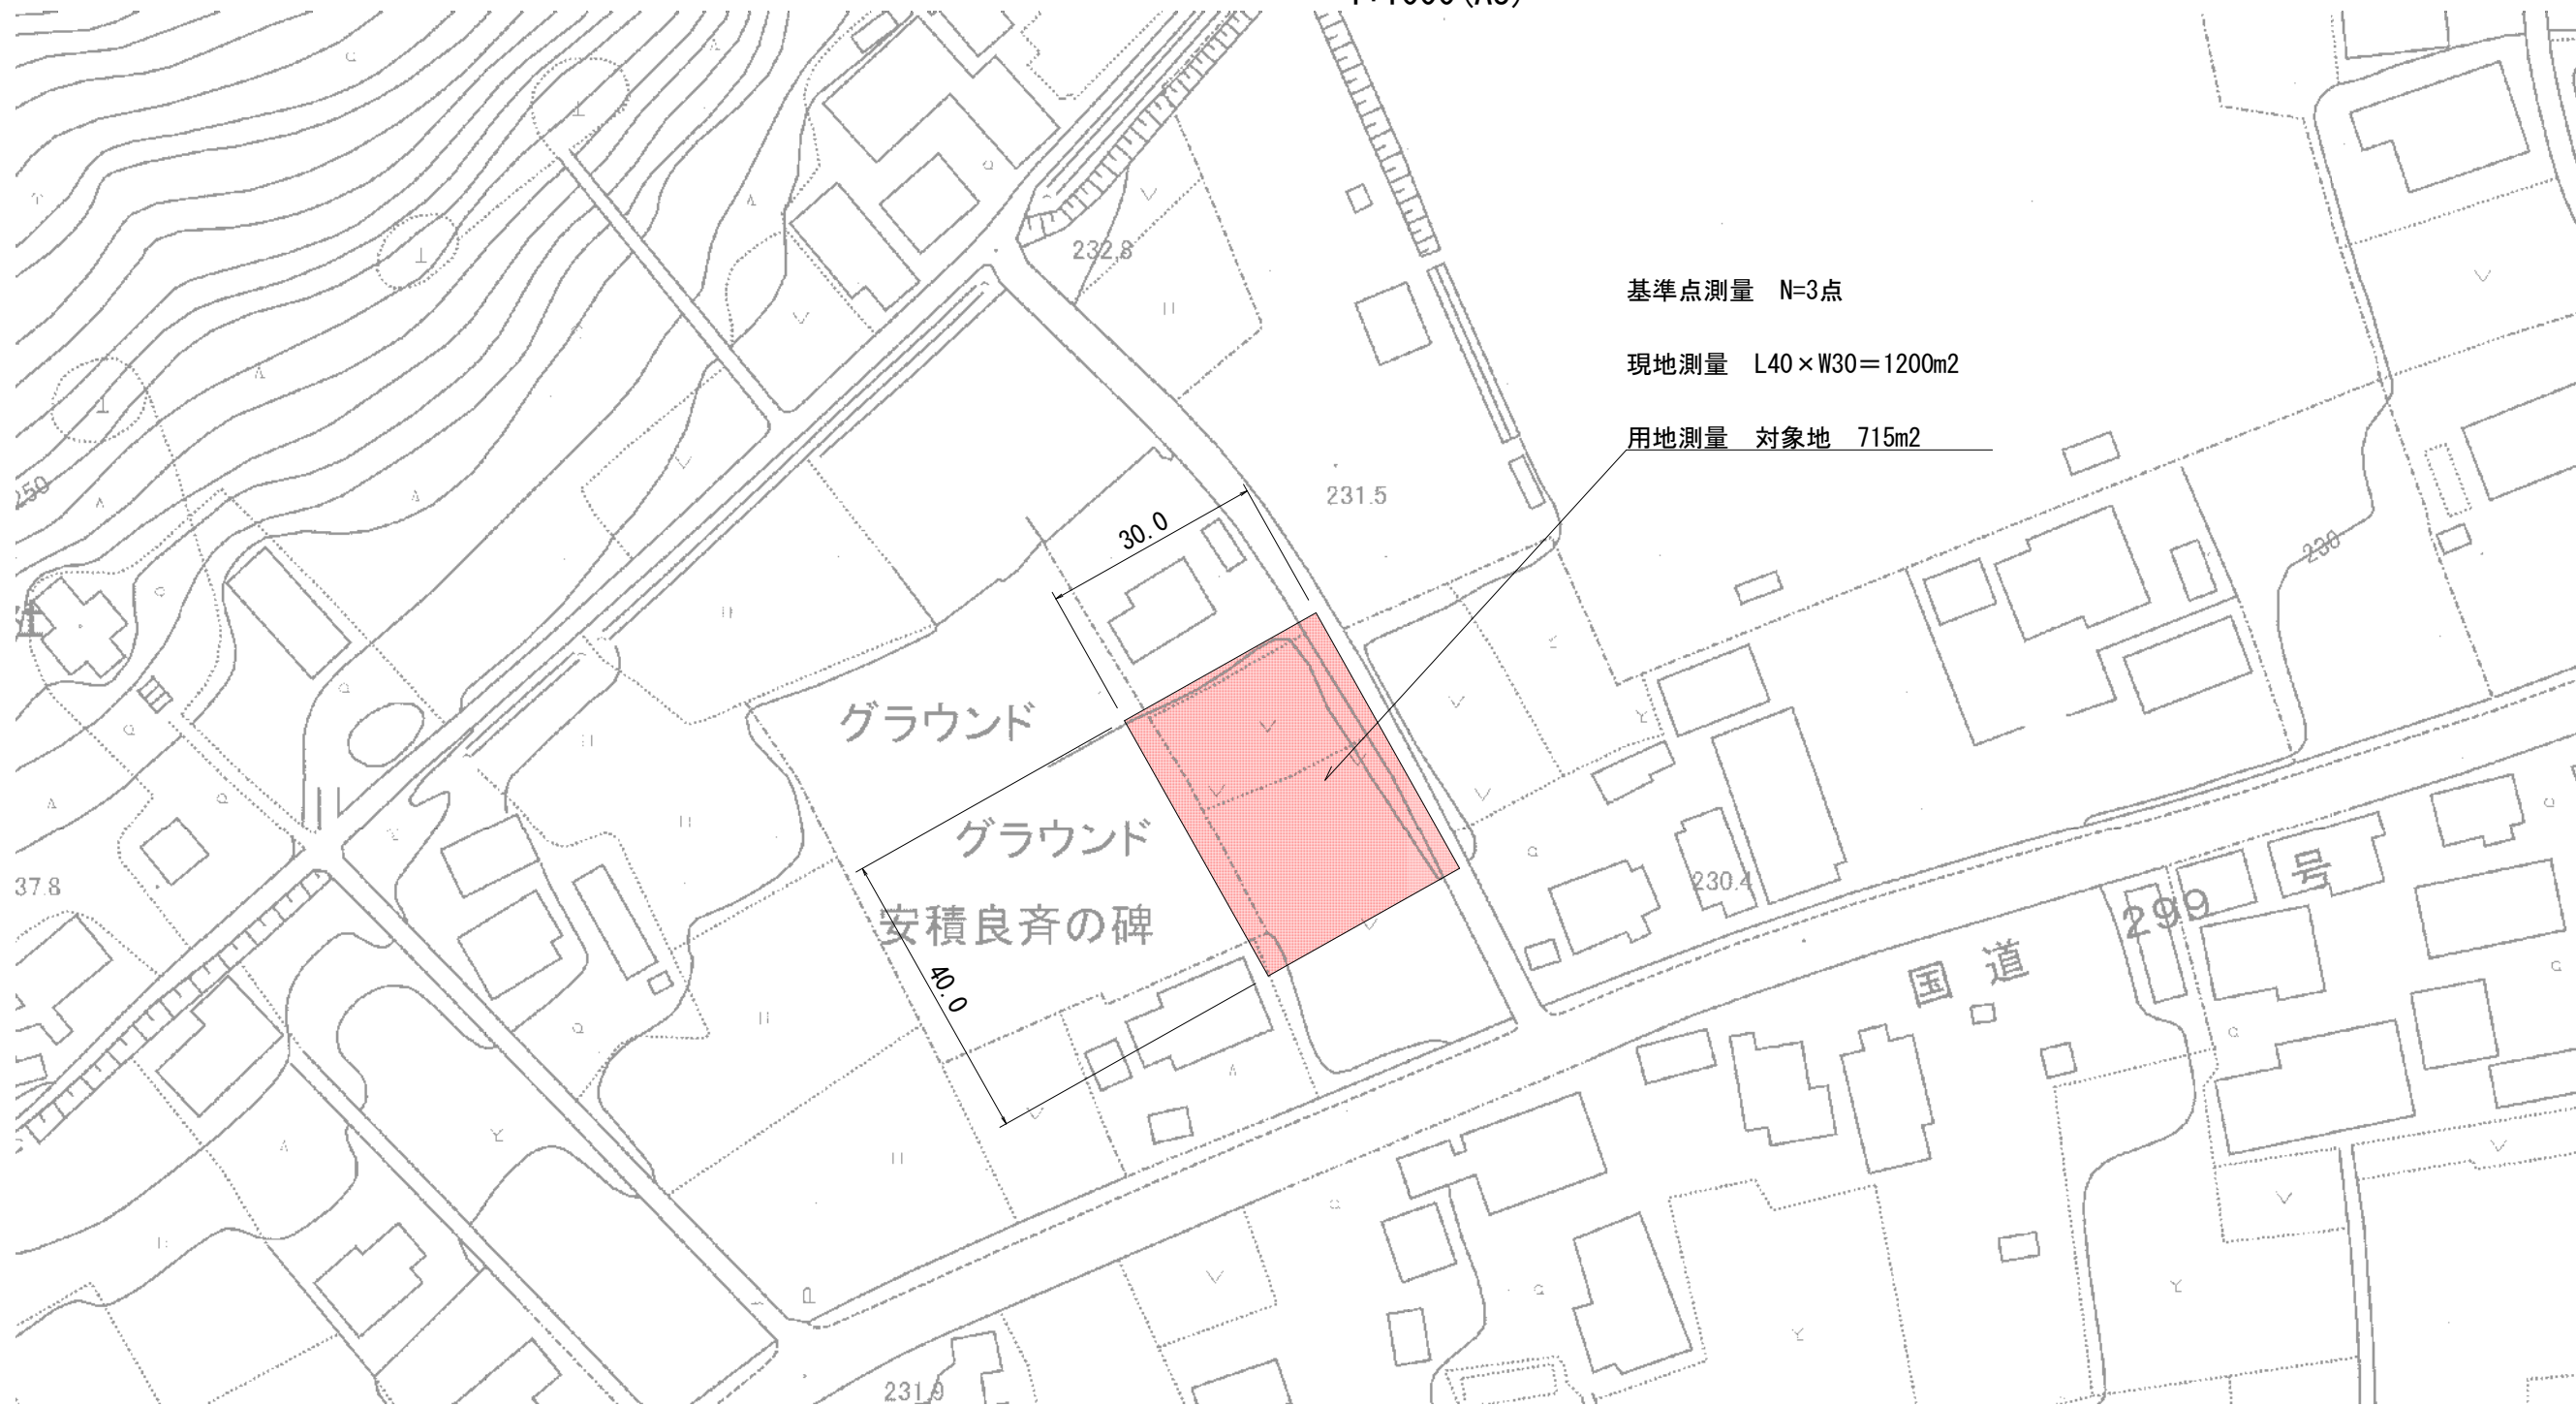 232.8
基準点測量　N=3点
現地測量　L40×W30＝1200m2
用地測量　対象地　715m2
250
231.5
30.0
230
社
グラウンド
グラウンド
37.8
230.4
号
299
安積良斉の碑
道
国
40.0
231.9